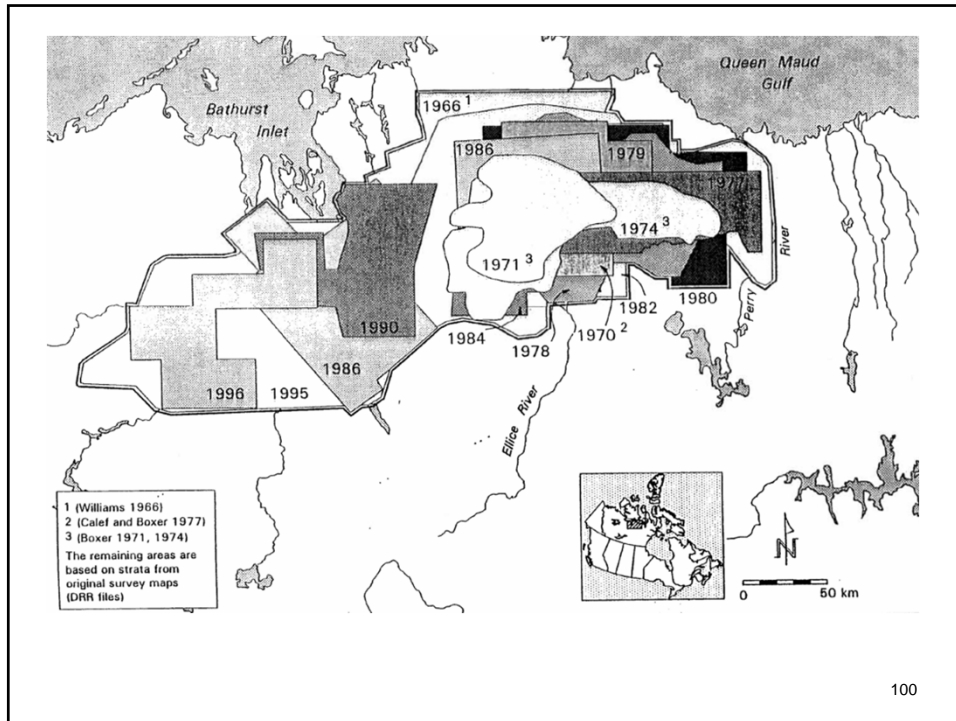 Queen Maud
Gulf
Bathurst
Inlet
1966 1
1986
1979
1977
1974 3
1971 3
River
Perry
1980
1982
1970 2
1978
1984
1990
1986
1996
1995
Ellice River
1 (Williams 1966)
2 (Calef and Boxer 1977)
3 (Boxer 1971, 1974)
The remaining areas are
based on strata from
original survey maps
(DRR files)
N
0 50 km
100